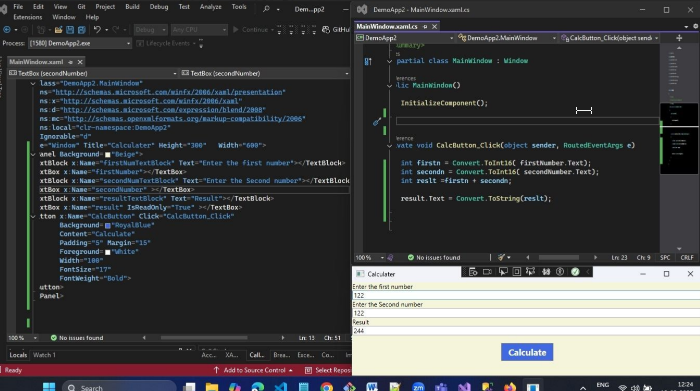 File Edit View Git Project Build Debug Test Analyze Tools
Extensions Window Help
Dem...pp2
Debug Any CPU Continue GitHub
Process: [1580] DemoApp2.exe Lifecycle Events
MainWindow.xaml
TextBox (secondNumber) TextBox (secondNumber)
lass="DemoApp2.MainWindow"
ns="http://schemas.microsoft.com/winfx/2006/xaml/presentation"
ns:x="http://schemas.microsoft.com/winfx/2006/xaml"
ns:d="http://schemas.microsoft.com/expression/blend/2008"
ns:mc="http://schemas.openxmlformats.org/markup-compatibility/2006"
ns:local="clr-namespace:DemoApp2"
Ignorable="d"
e="Window" Title="Calculater" Height="300" Width="600">
anel Background="Beige">
xtBlock x:Name="firstNumTextBlock" Text="Enter the first number"></TextBlock>
xtBox x:Name="firstNumber"></TextBox>
xtBlock x:Name="secondNumTextBlock" Text="Enter the Second number"></TextBlock>
xtBox x:Name="secondNumber" ></TextBox>
xtBlock x:Name="resultTextBlock" Text="Result"></TextBlock>
xtBox x:Name="result" IsReadOnly="True" ></TextBox>
tton x:Name="CalcButton" Click="CalcButton_Click"
Background="RoyalBlue"
Content="Calculate"
Padding="5" Margin="15"
Foreground="White"
Width="100"
FontSize="17"
FontWeight="Bold">
utton>
Panel>
100 % No issues found Ln: 13 Ch: 51
Locals Watch 1 Call... Brea... Exce... Co... Im...
Ready Add to Source Control Select Repos
DemoApp2 - MainWindow.xaml.cs
MainWindow.xaml.cs
DemoApp2 DemoApp2.MainWindow CalcButton_Click(object send
ummary>
cs
partial class MainWindow : Window
erences
lic MainWindow()
InitializeComponent();
erence
vate void CalcButton_Click(object sender, RoutedEventArgs e)
int firstn = Convert.ToInt16( firstNumber.Text);
int secondn = Convert.ToInt16( secondNumber.Text);
int reslt =firstn + secondn;
result.Text = Convert.ToString(reslt);
100 % No issues found Ln: 23 Ch: 9 SPC CRLF
Calculater
Enter the first number
122
Enter the Second number
122
Result
244
Calculate
Search
ENG
12:24